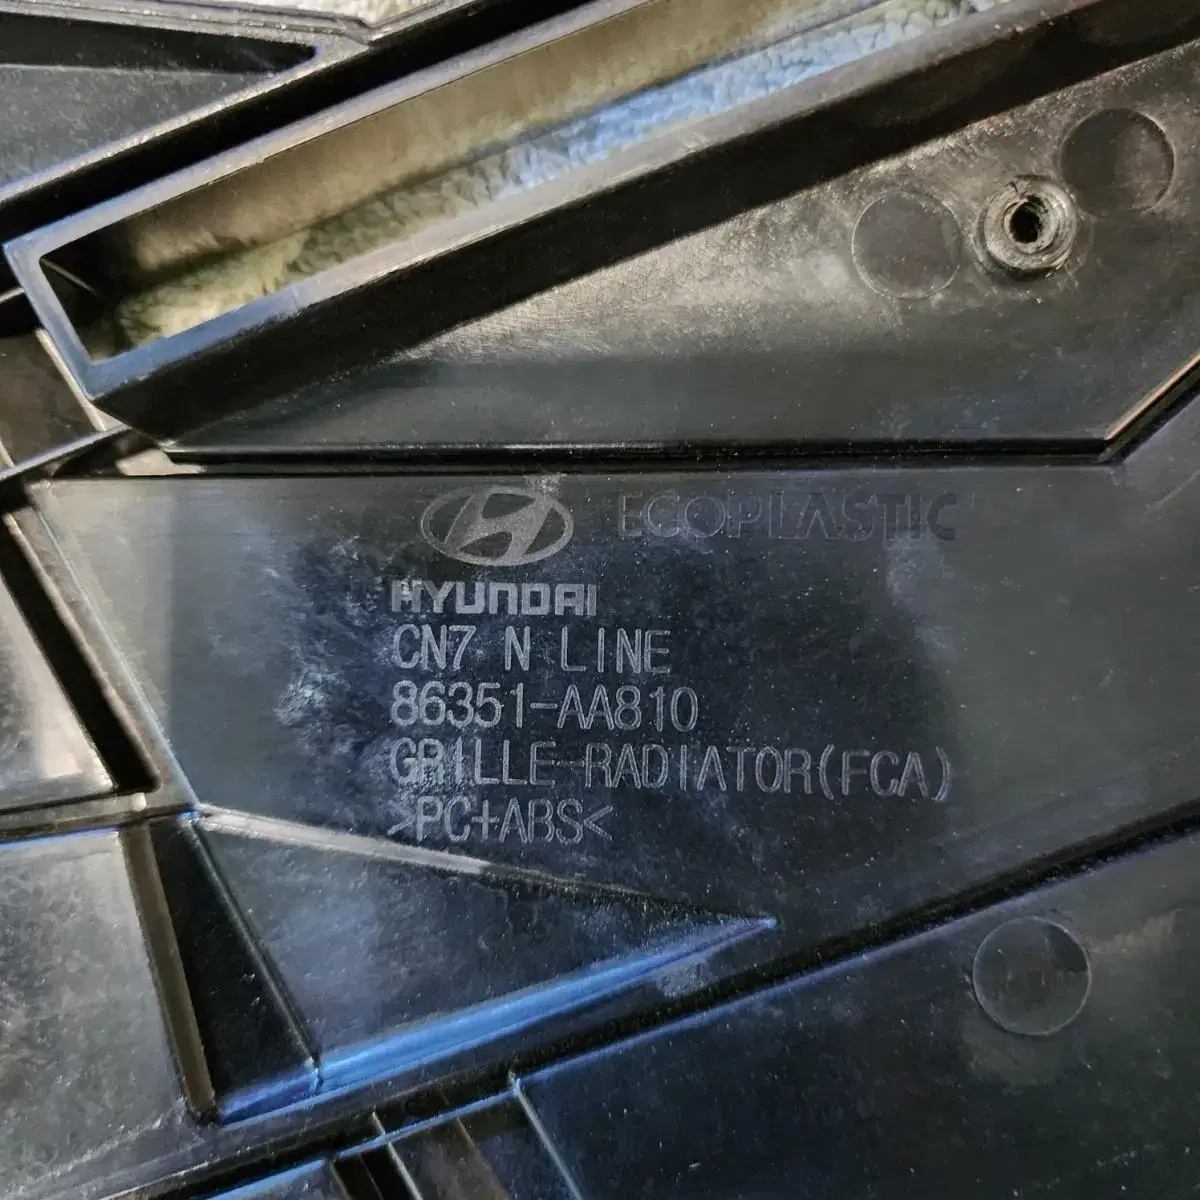 ECOPLASTIC
HYUNDAI
CN7 N LINE
86351-AA810
GRILLE-RADIATOR(FCA)
>PC+ABS<